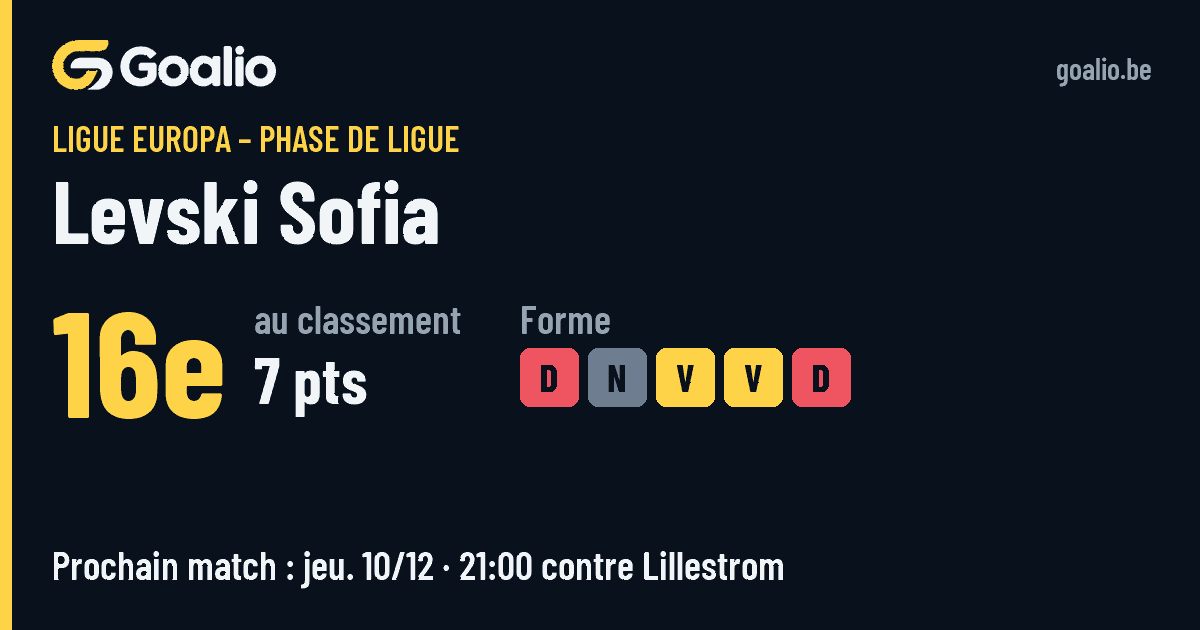 Goalio
goalio.be
LIGUE EUROPA – PHASE DE LIGUE
Levski Sofia
16e
au classement
7 pts
Forme
D N V V D
Prochain match : jeu. 10/12 · 21:00 contre Lillestrom